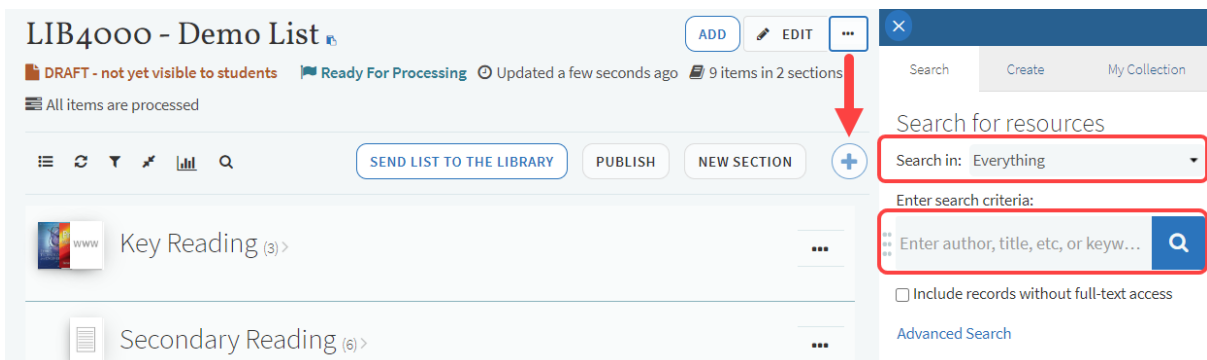 LIB4000 - Demo List
ADD
EDIT
DRAFT - not yet visible to students Ready For Processing Updated a few seconds ago 9 items in 2 sections
All items are processed
SEND LIST TO THE LIBRARY
PUBLISH
NEW SECTION
www
Key Reading (3)
Secondary Reading (6)
Search
Create
My Collection
Search for resources
Search in: Everything
Enter search criteria:
Enter author, title, etc, or keyw...
Include records without full-text access
Advanced Search